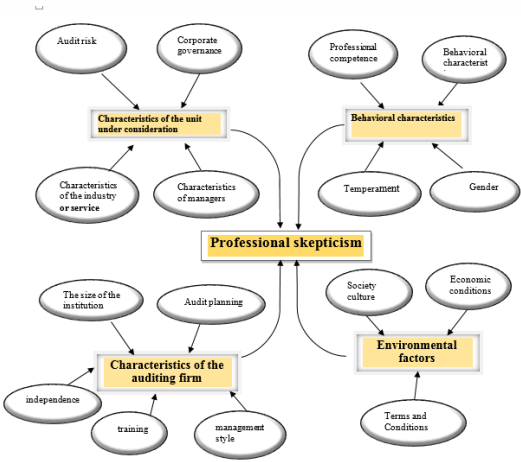 Audit risk
Corporate
governance
Characteristics of the unit
under consideration
Characteristics
of the industry
or service
Characteristics
of managers
Professional
competence
Behavioral
characterist
Behavioral characteristics
Temperament
Gender
Professional skepticism
The size of the
institution
Audit planning
Characteristics of the
auditing firm
independence
training
management
style
Society
culture
Economic
conditions
Environmental
factors
Terms and
Conditions